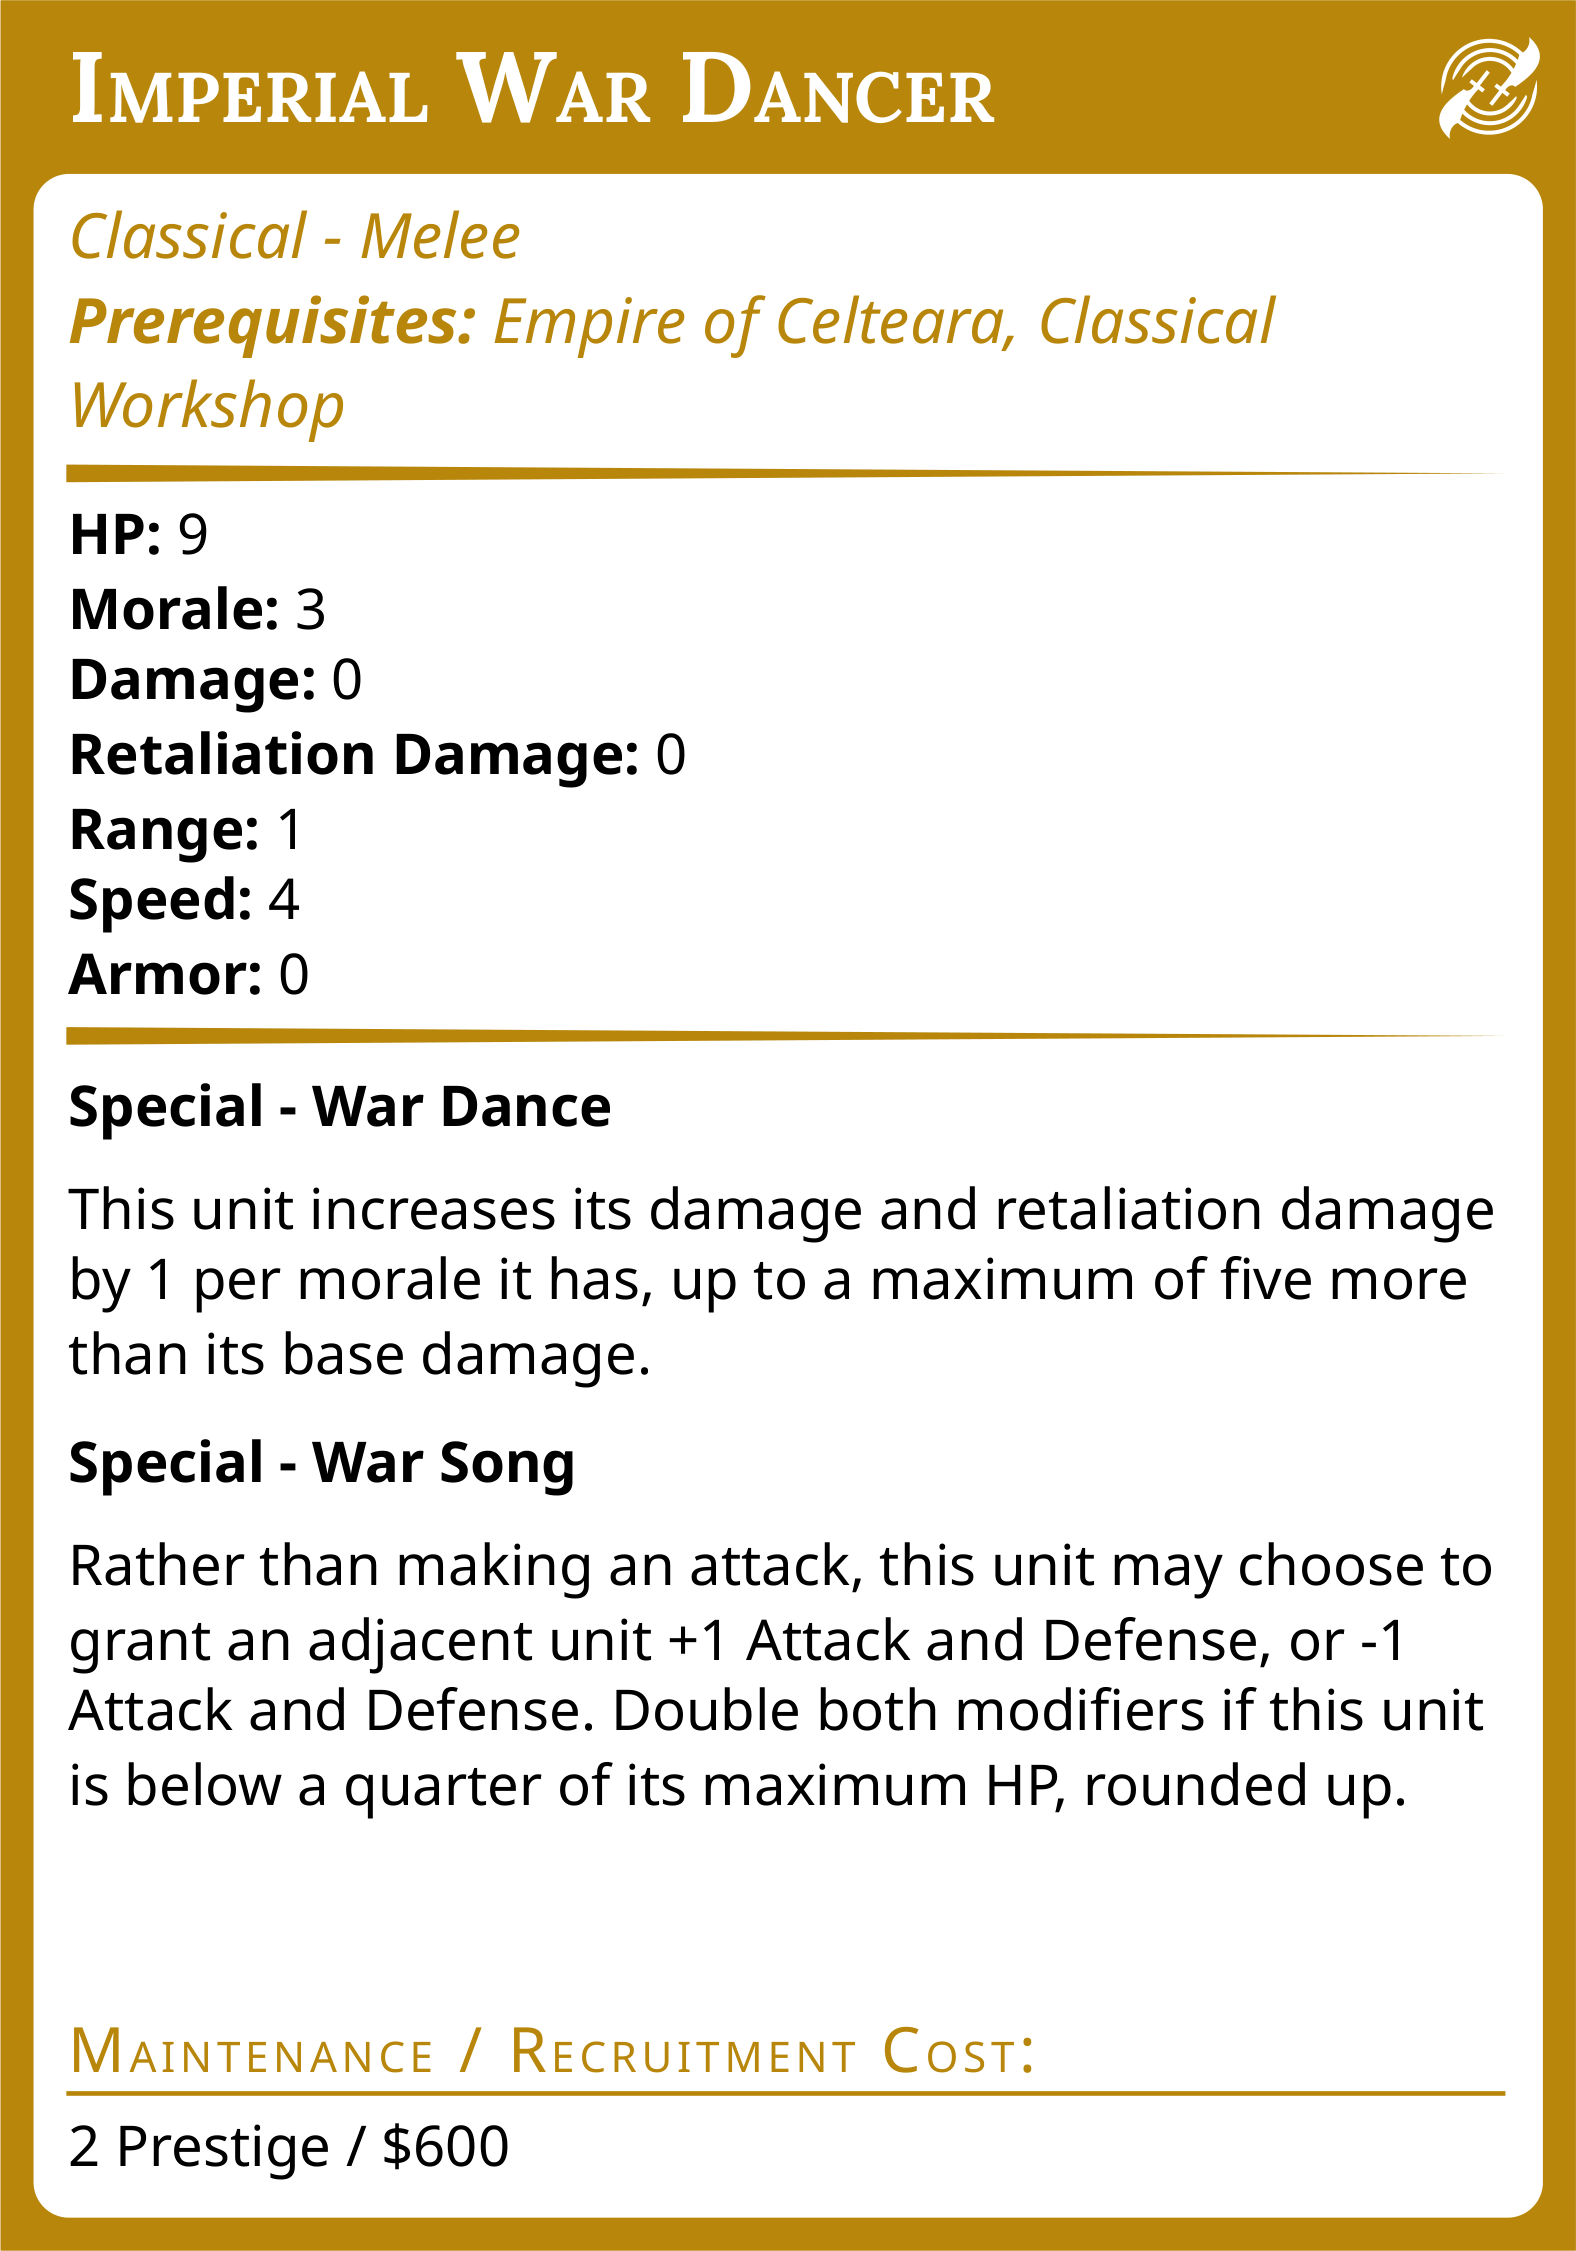 Imperial War Dancer
Classical - Melee
Prerequisites: Empire of Celteara, Classical
Workshop
HP: 9
Morale: 3
Damage: 0
Retaliation Damage: 0
Range: 1
Speed: 4
Armor: 0
Special - War Dance
This unit increases its damage and retaliation damage
by 1 per morale it has, up to a maximum of five more
than its base damage.
Special - War Song
Rather than making an attack, this unit may choose to
grant an adjacent unit +1 Attack and Defense, or -1
Attack and Defense. Double both modifiers if this unit
is below a quarter of its maximum HP, rounded up.
Maintenance / Recruitment Cost:
2 Prestige / $600